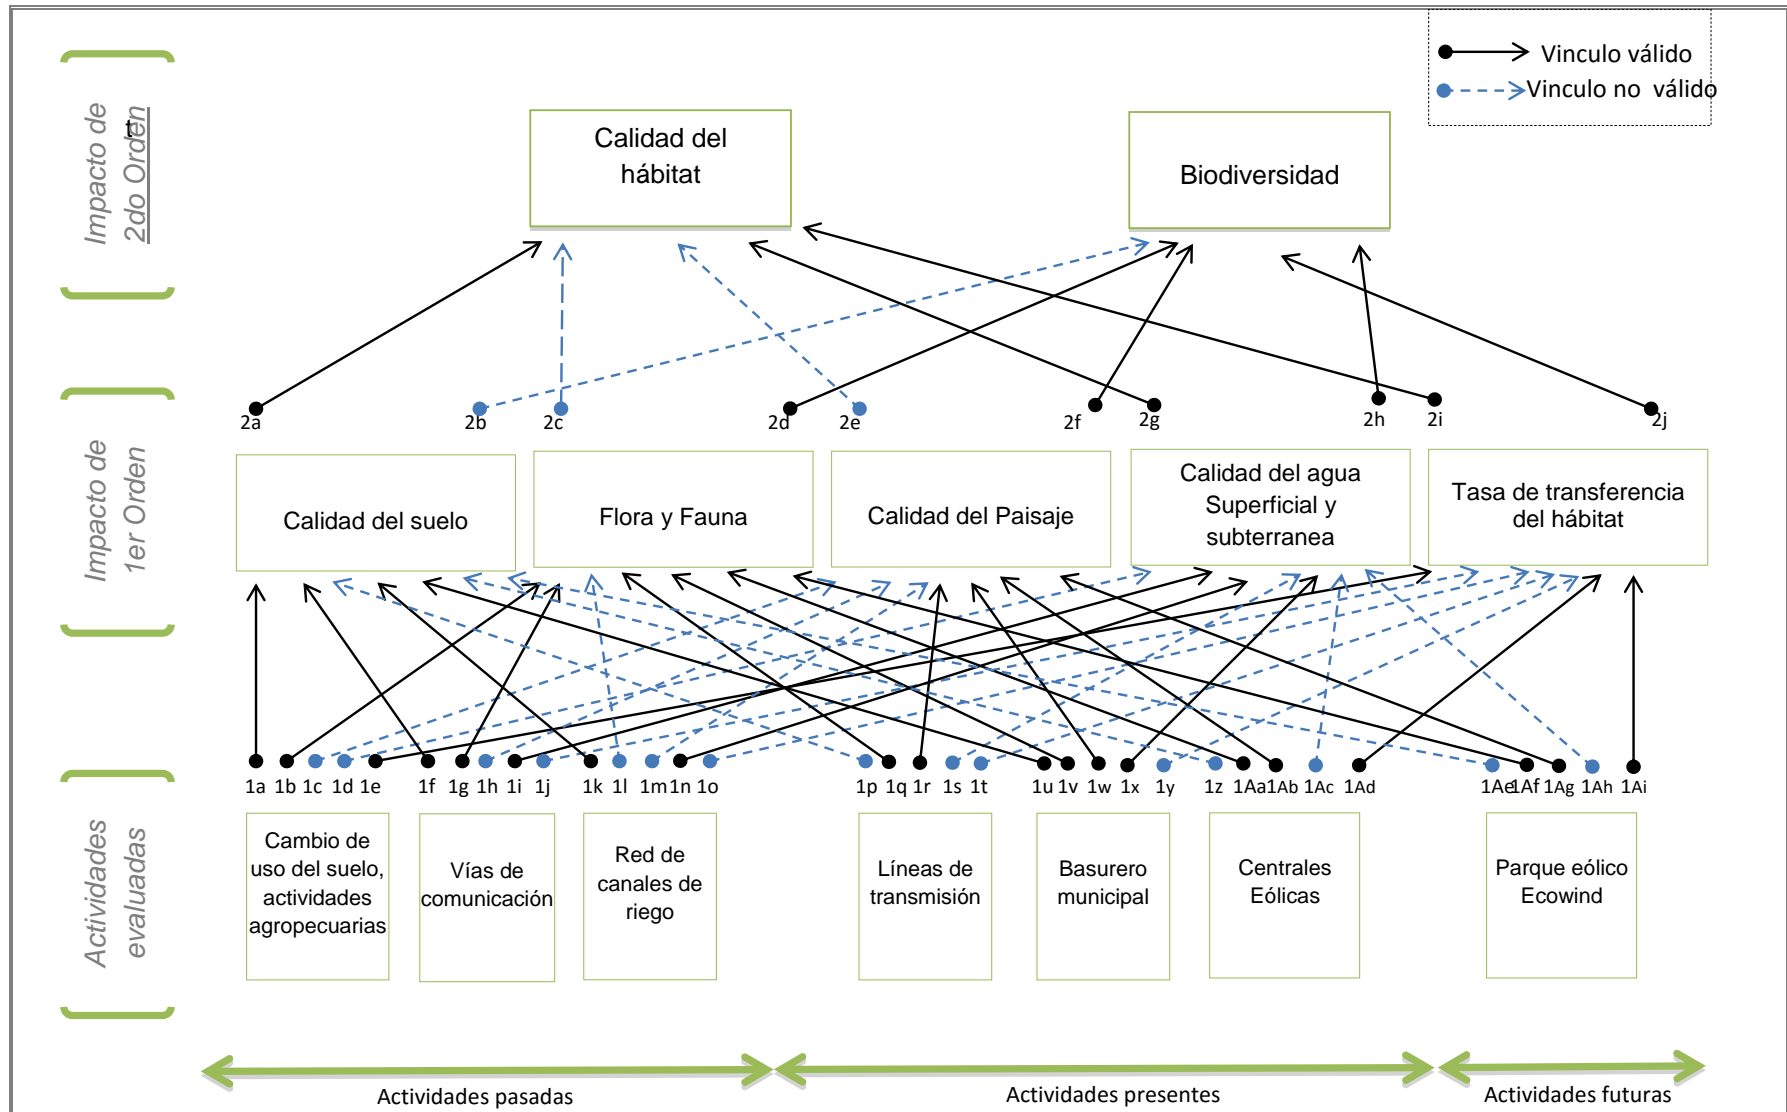 Vinculo válido
Vinculo no  válido
Impacto de
2do Orden
t
Calidad del
hábitat
Biodiversidad
2a
2b
2c
2d
2e
2f
2g
2h
2i
2j
Impacto de
1er Orden
Calidad del suelo
Flora y Fauna
Calidad del Paisaje
Calidad del agua
Superficial y
subterranea
Tasa de transferencia
del hábitat
1a 1b 1c 1d 1e 1f 1g 1h 1i 1j 1k 1l 1m 1n 1o 1p 1q 1r 1s 1t 1u 1v 1w 1x 1y 1z 1Aa 1Ab 1Ac 1Ad 1Ae 1Af 1Ag 1Ah 1Ai
Actividades
evaluadas
Cambio de
uso del suelo,
actividades
agropecuarias
Vías de
comunicación
Red de
canales de
riego
Líneas de
transmisión
Basurero
municipal
Centrales
Eólicas
Parque eólico
Ecowind
Actividades pasadas
Actividades presentes
Actividades futuras